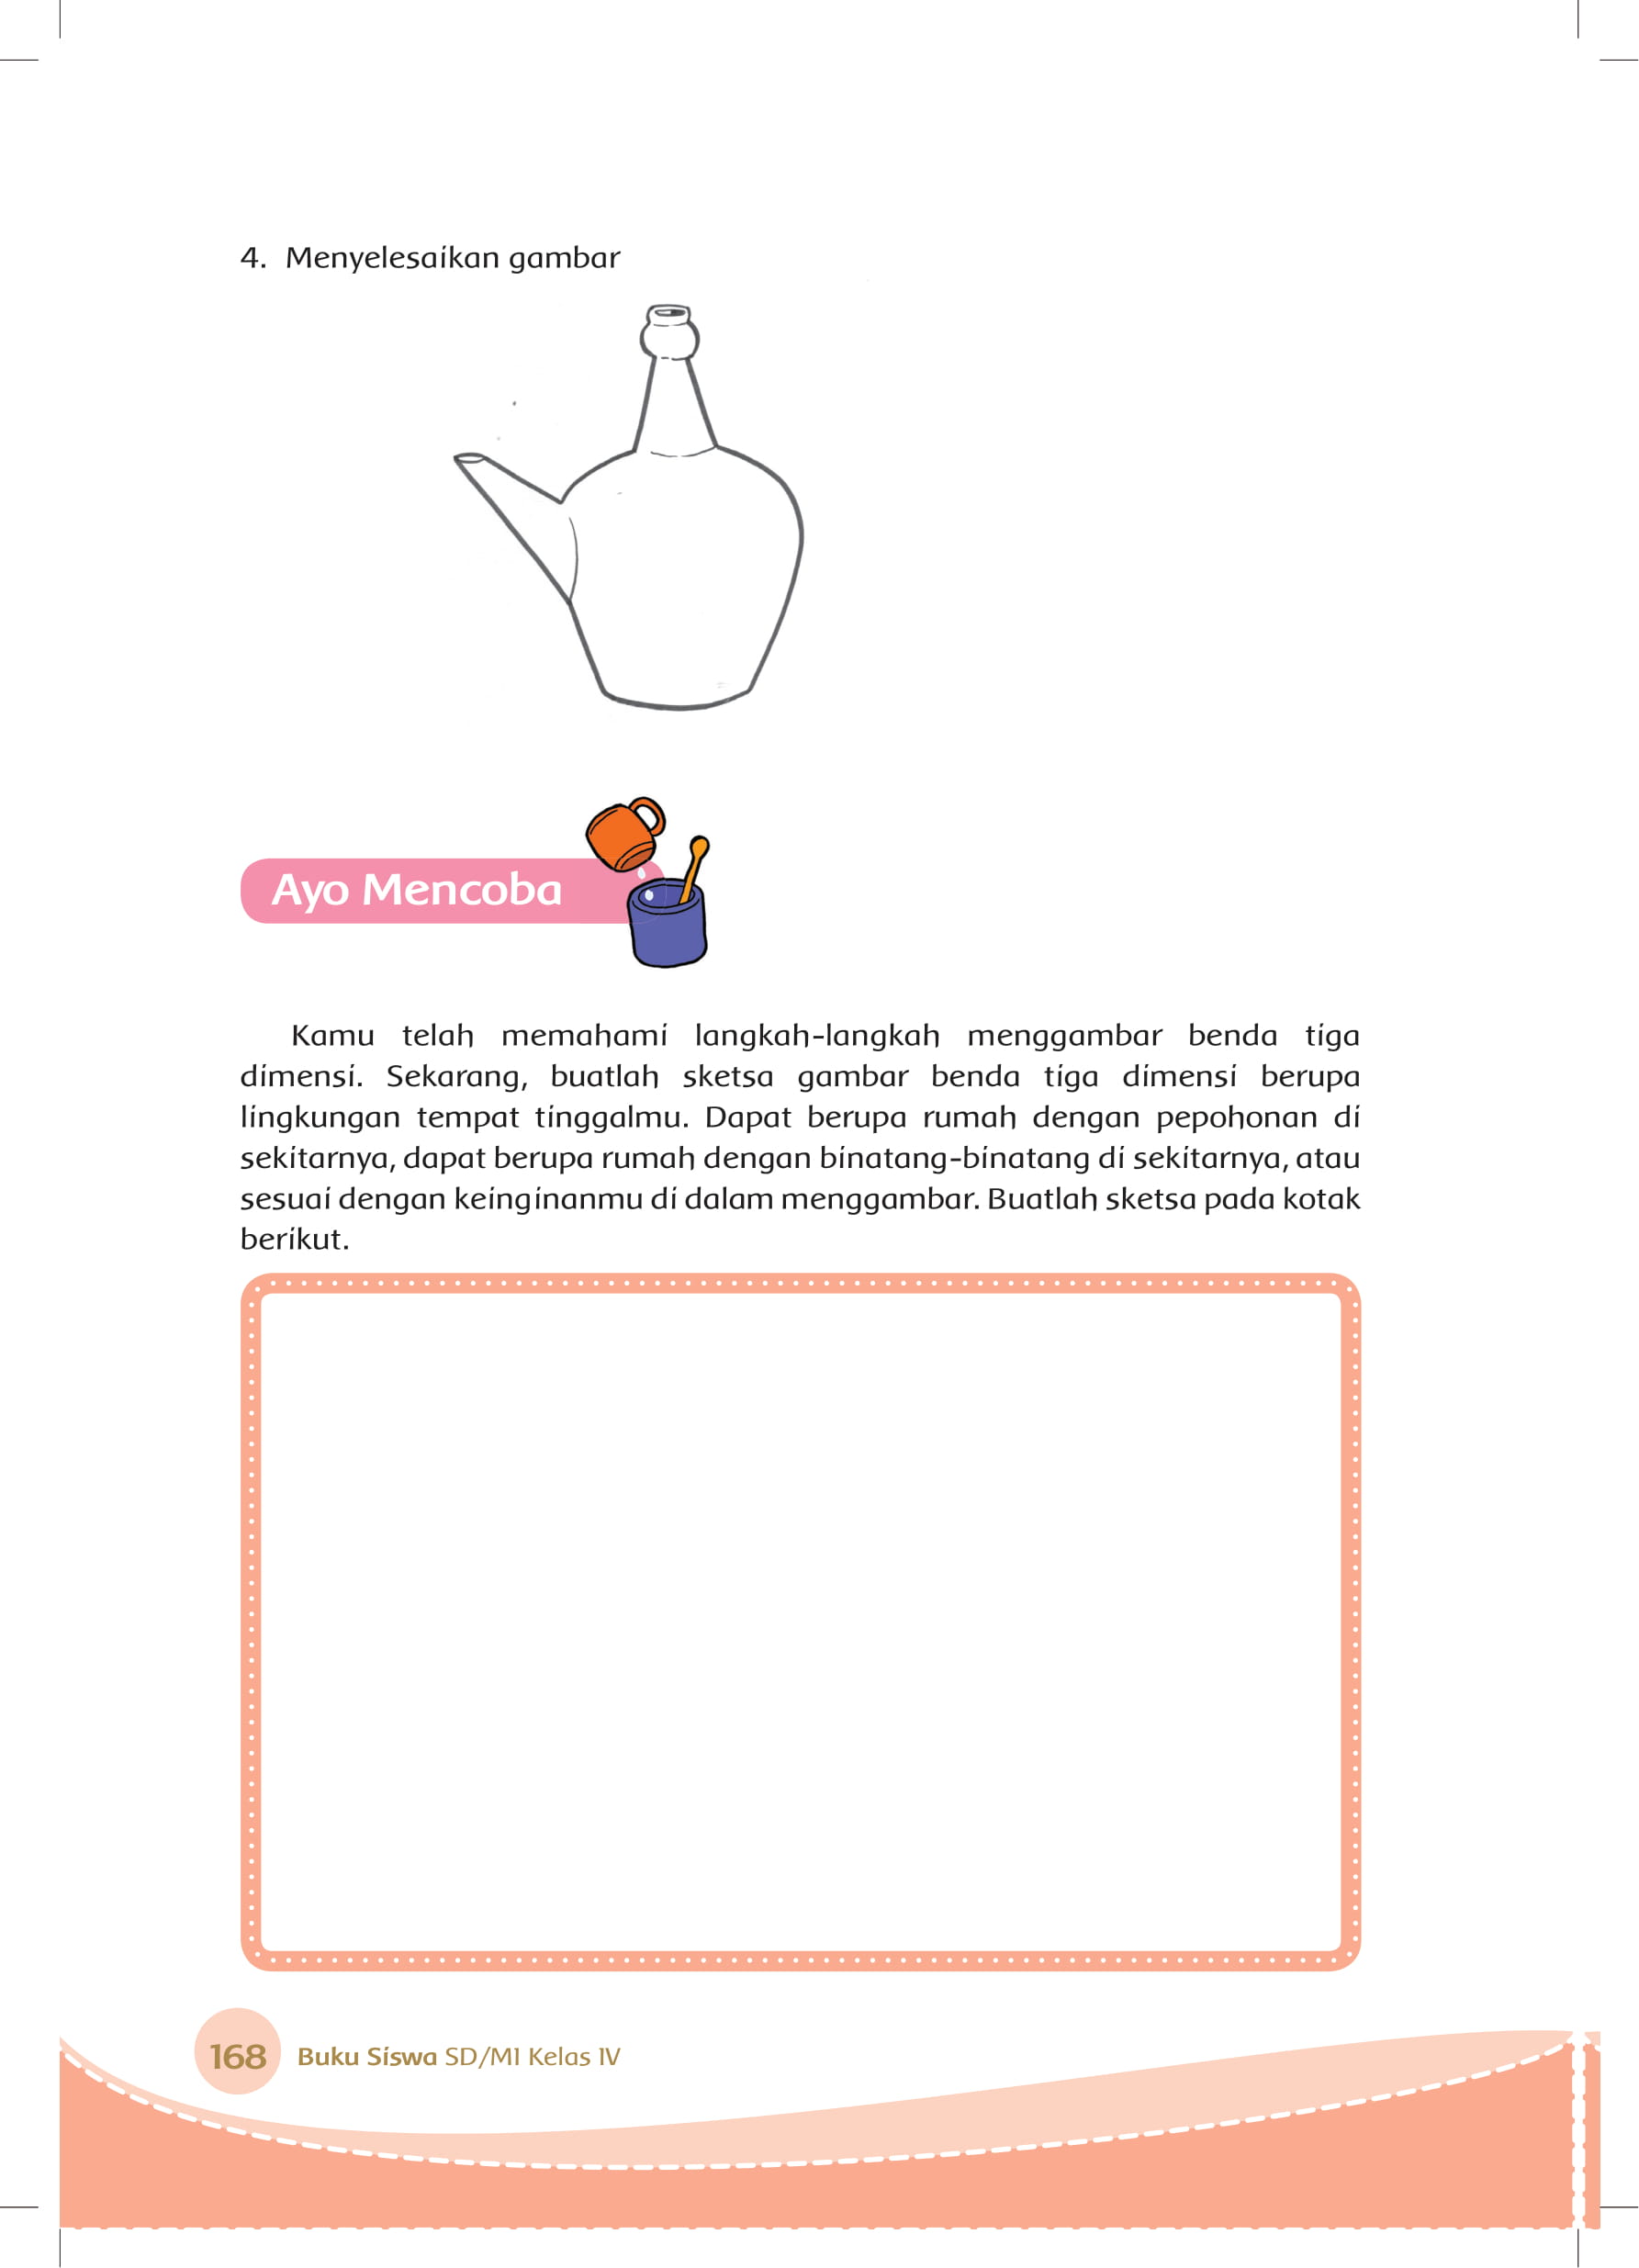 4. Menyelesaikan gambar
Ayo Mencoba
Kamu telah memahami langkah-langkah menggambar benda tiga
dimensi. Sekarang, buatlah sketsa gambar benda tiga dimensi berupa
lingkungan tempat tinggalmu. Dapat berupa rumah dengan pepohonan di
sekitarnya, dapat berupa rumah dengan binatang-binatang di sekitarnya, atau
sesuai dengan keinginanmu di dalam menggambar. Buatlah sketsa pada kotak
berikut.
168 Buku Siswa SD/MI Kelas IV